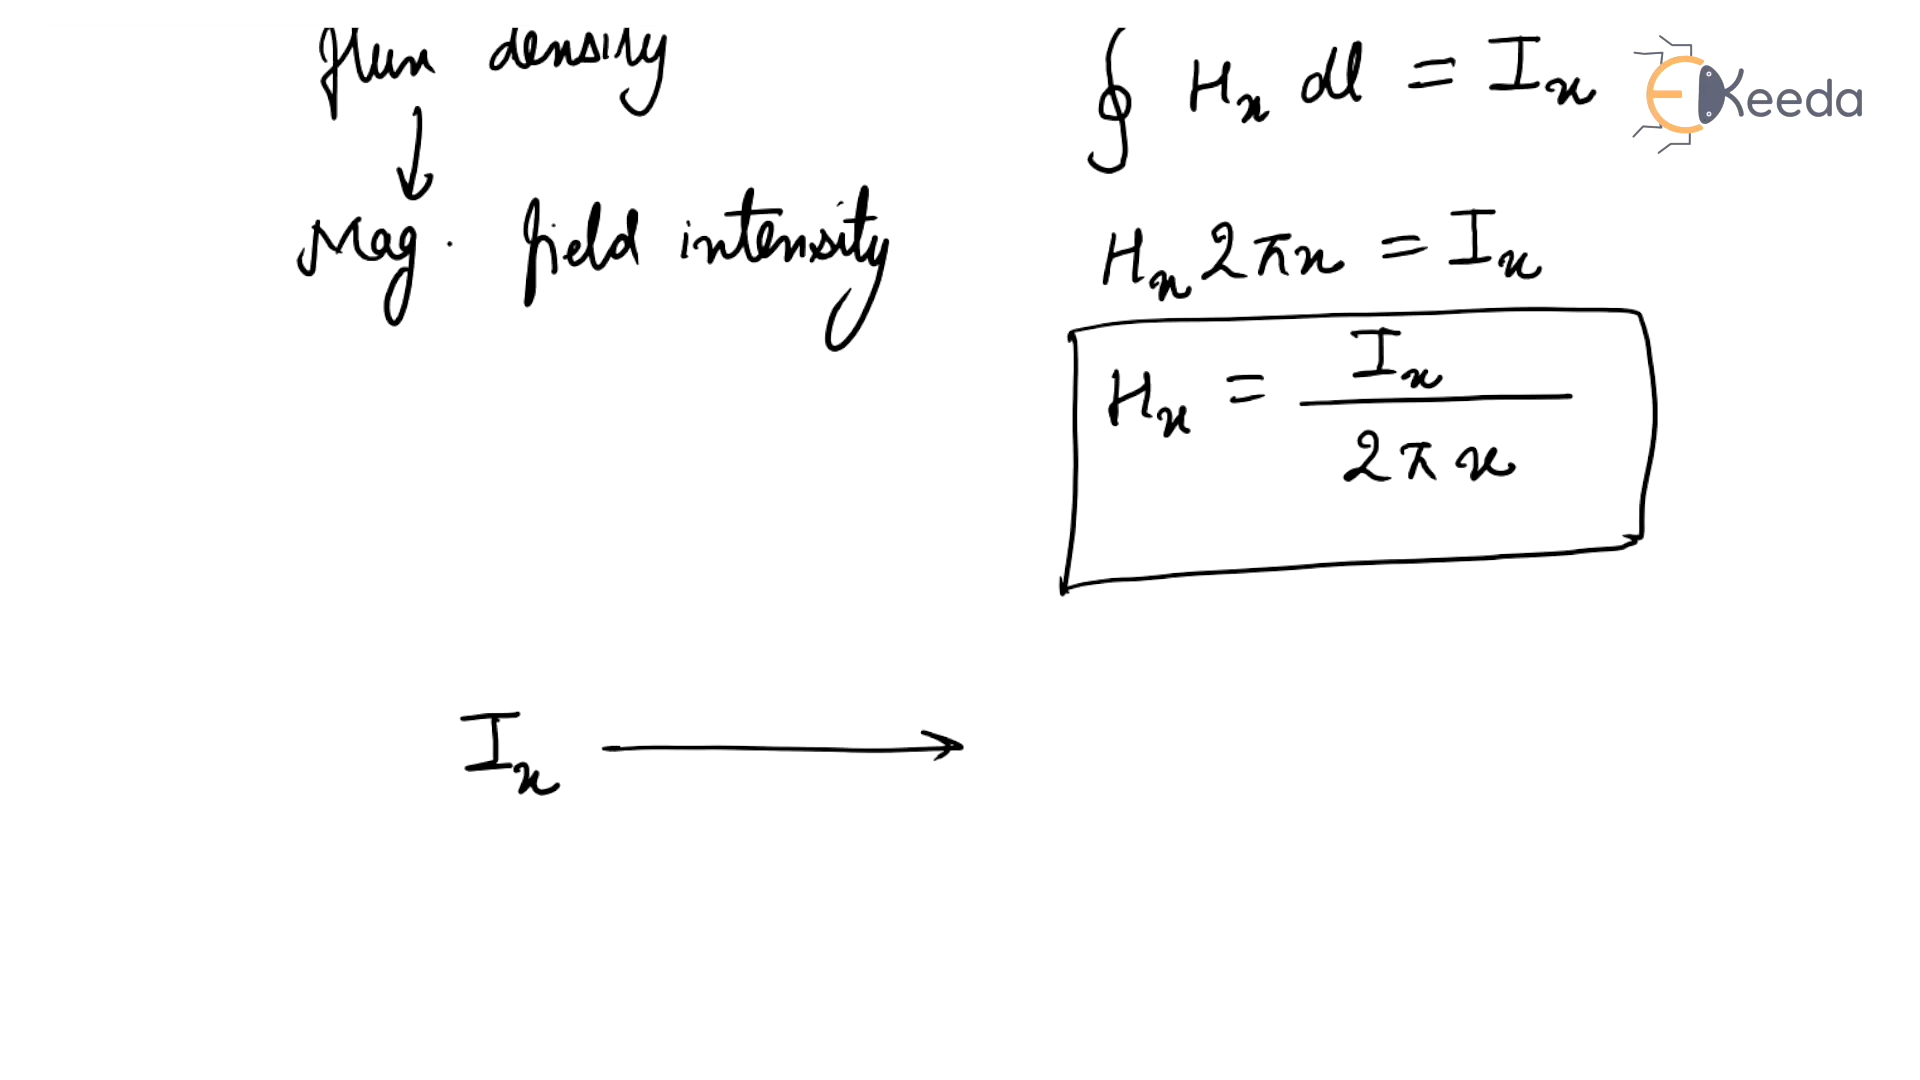 flux density
∮ Hx dl = Ix
EKeeda
↓
Mag. field intensity
Hx 2πx = Ix
Hx = Ix / 2πx
Ix →